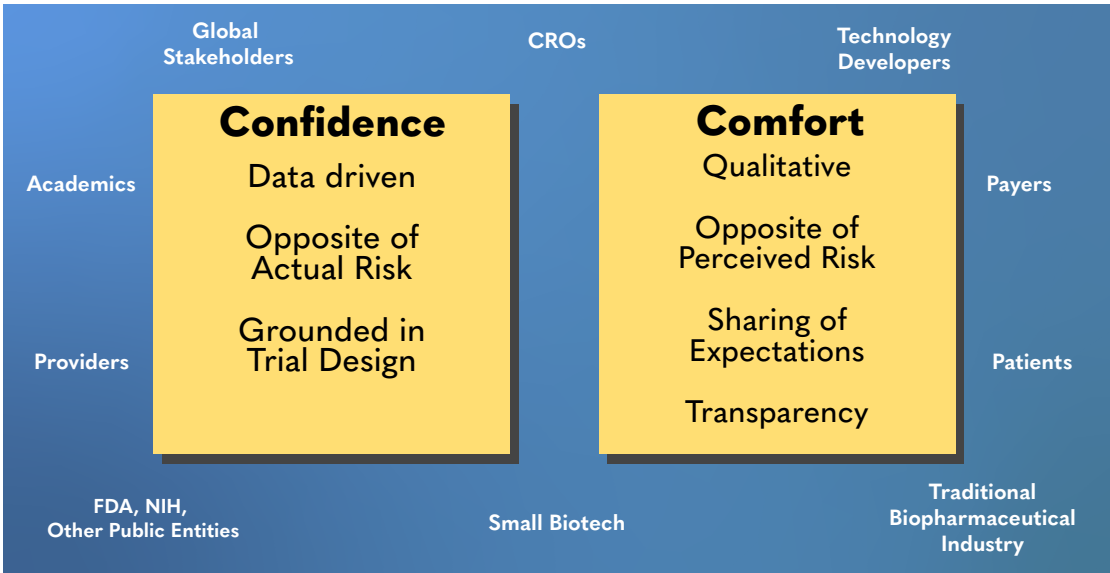 Global
Stakeholders
CROs
Technology
Developers
Confidence
Data driven
Opposite of
Actual Risk
Grounded in
Trial Design
Comfort
Qualitative
Opposite of
Perceived Risk
Sharing of
Expectations
Transparency
Academics
Payers
Providers
Patients
FDA, NIH,
Other Public Entities
Small Biotech
Traditional
Biopharmaceutical
Industry